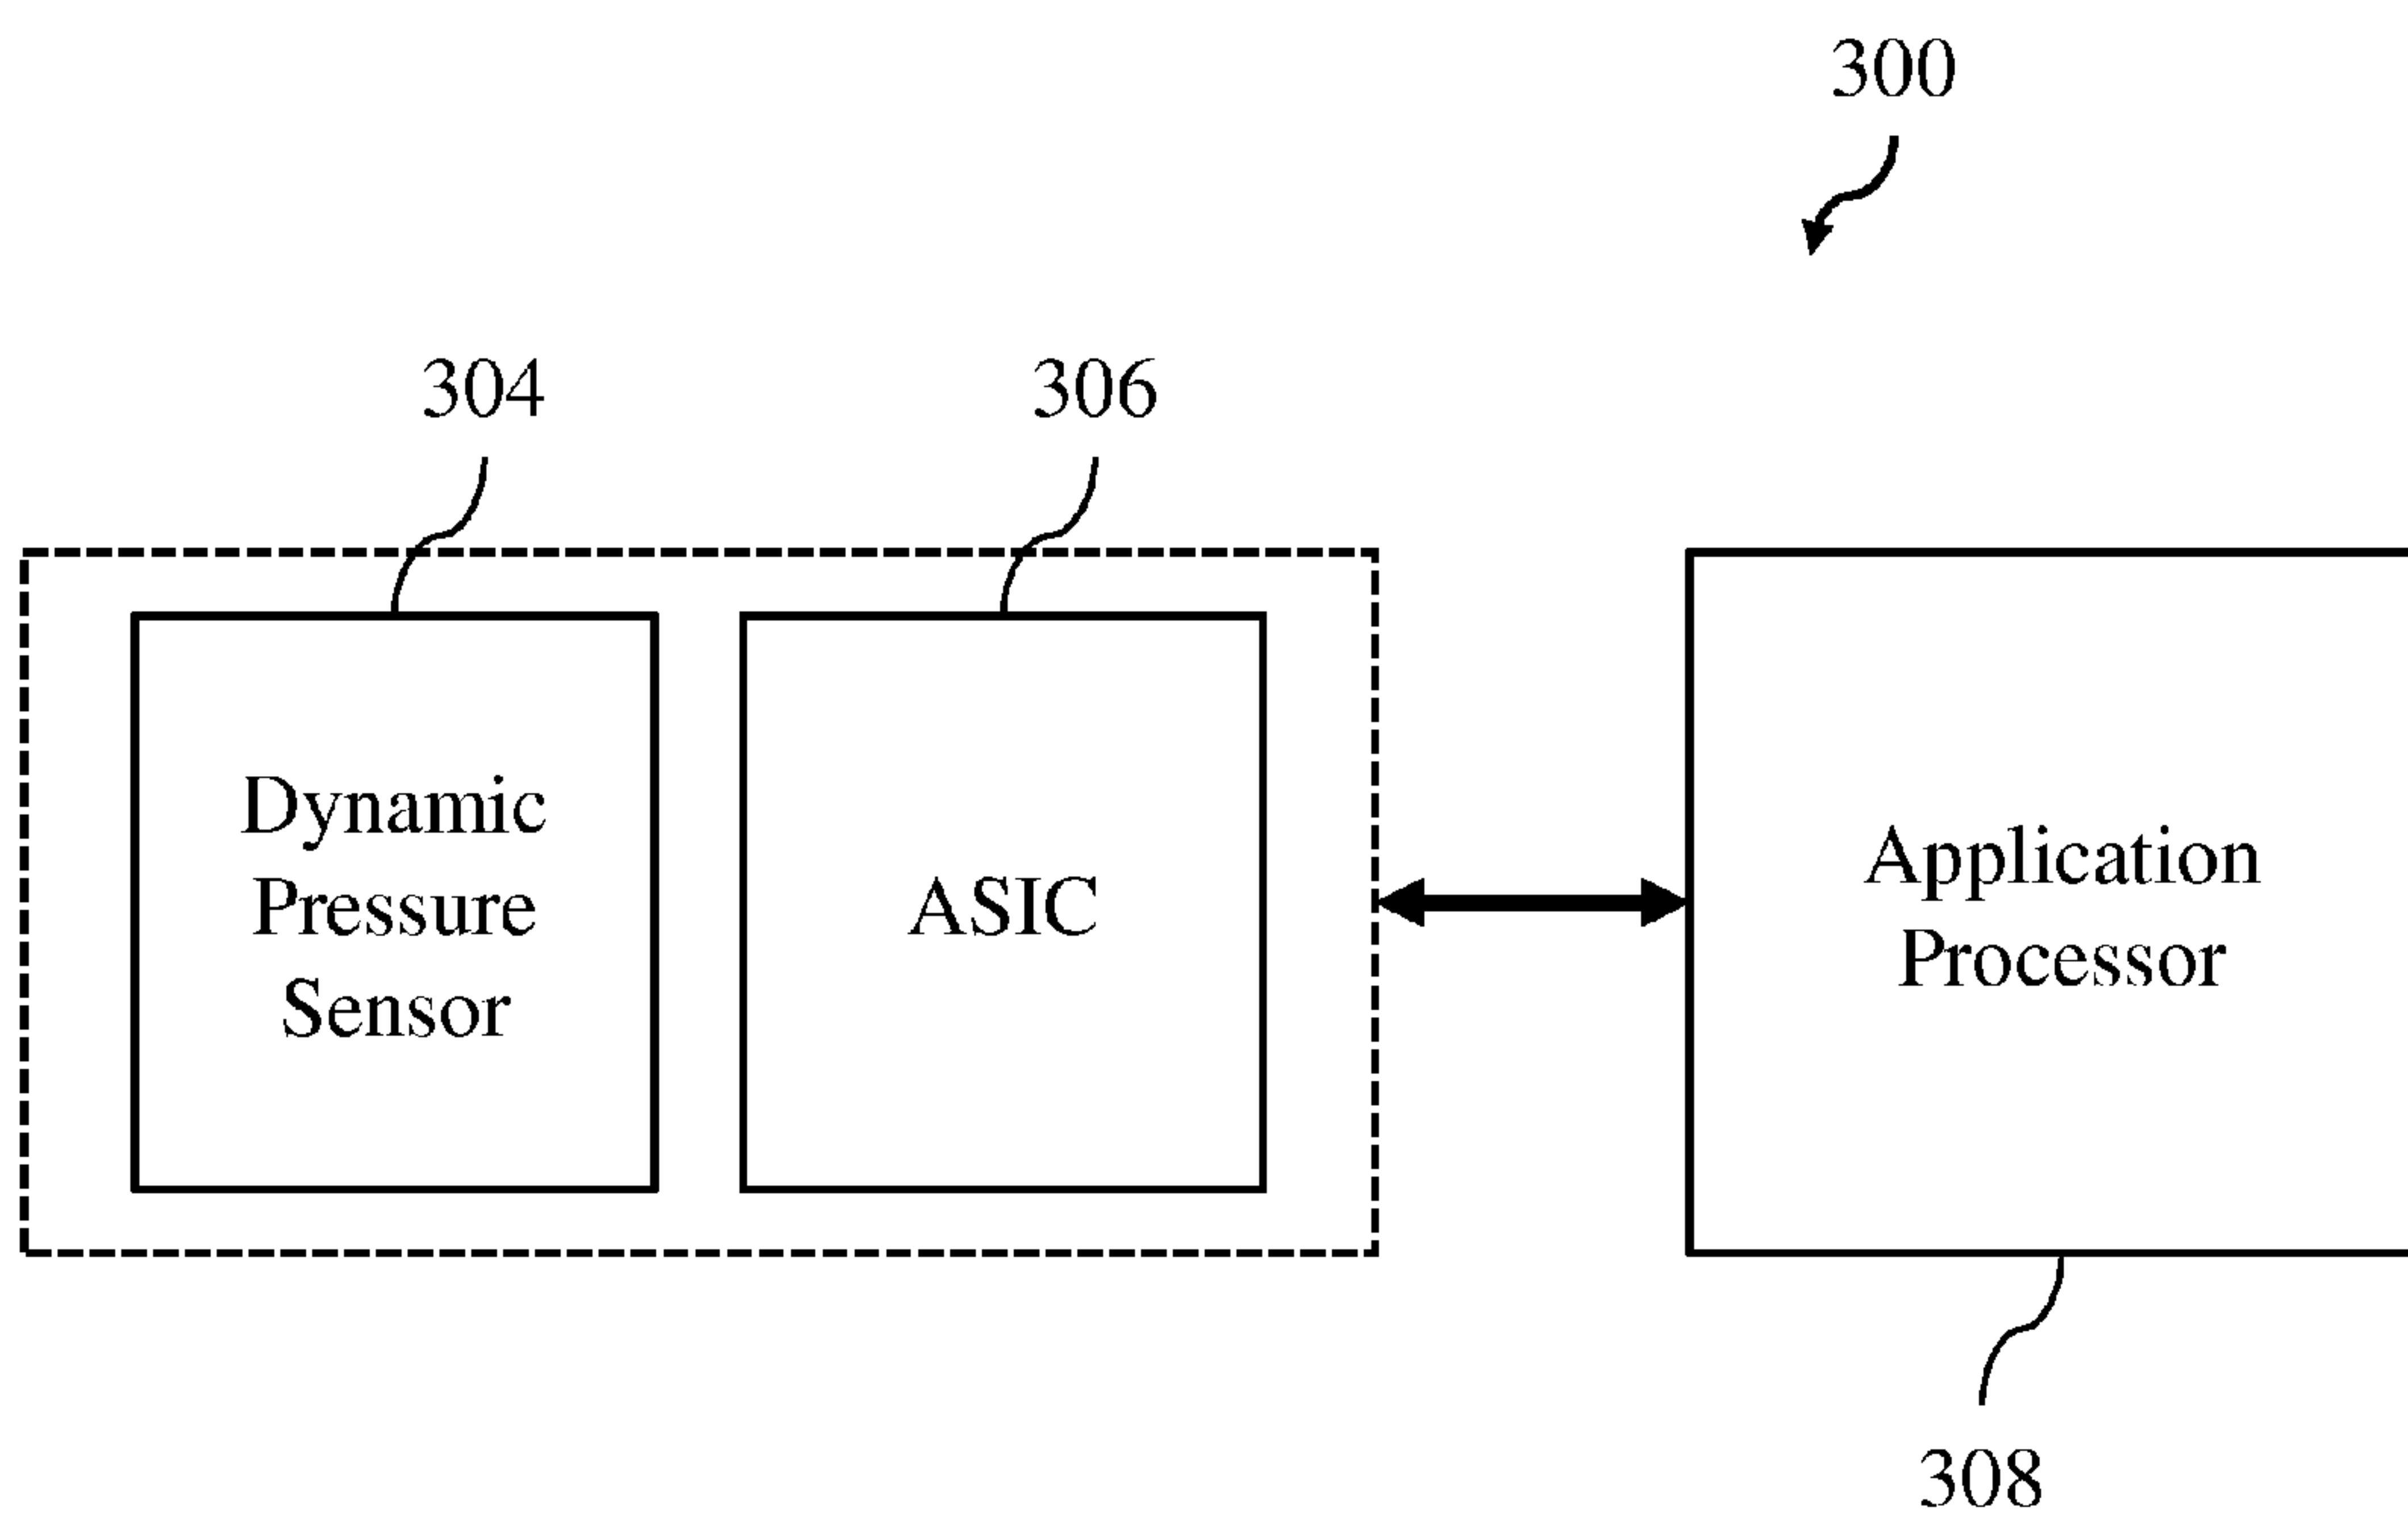 300
304
306
Dynamic
Pressure
Sensor
ASIC
Application
Processor
308